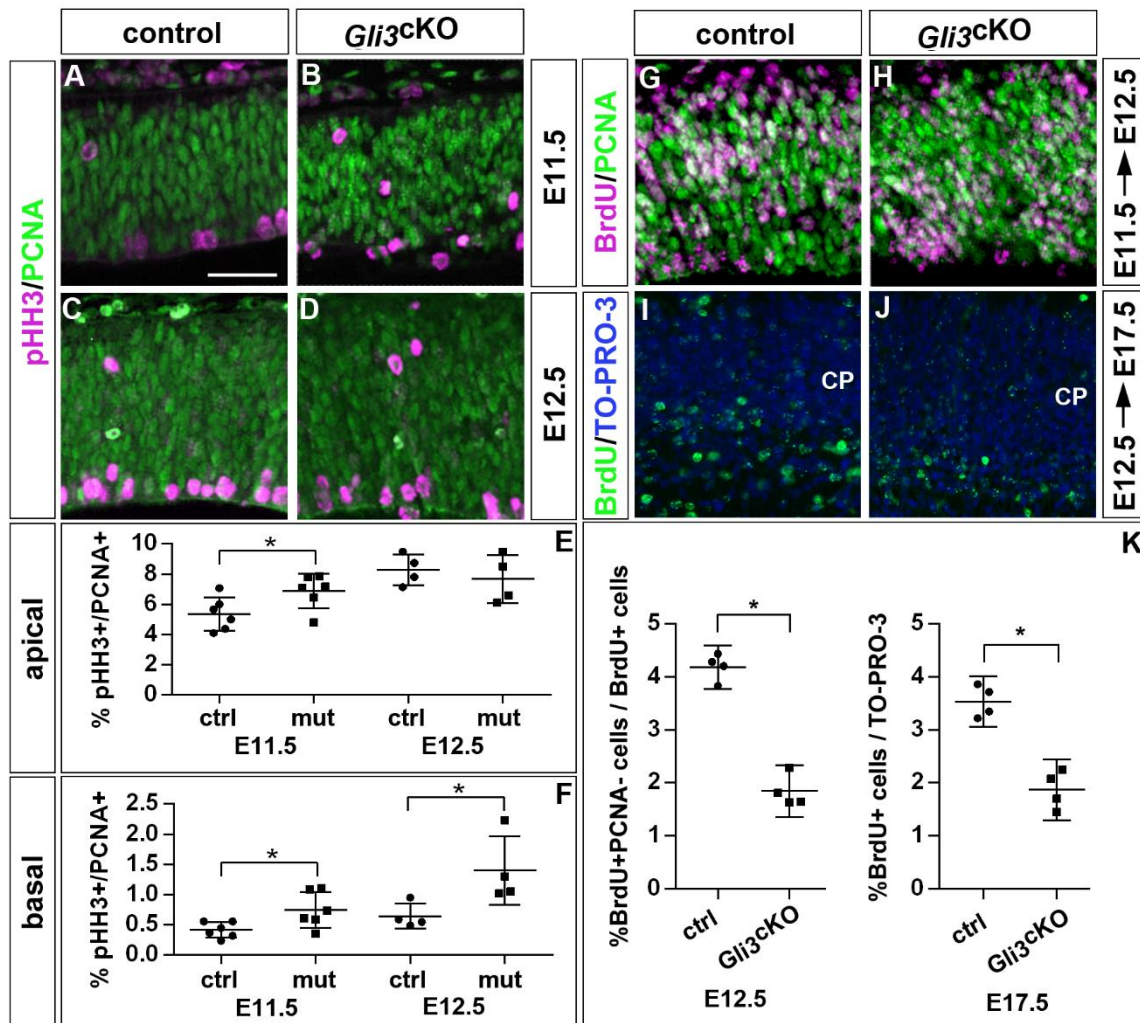 control
Gli3cKO
control
Gli3cKO
pHH3/PCNA
A
B
E11.5
C
D
E12.5
BrdU/PCNA
G
H
E11.5 → E12.5
BrdU/TO-PRO-3
I
CP
J
CP
E12.5 → E17.5
apical
E
% pHH3+/PCNA+
10
8
6
4
2
0
*
ctrl
mut
ctrl
mut
E11.5
E12.5
basal
F
% pHH3+/PCNA+
2.5
2.0
1.5
1.0
0.5
0.0
*
*
ctrl
mut
ctrl
mut
E11.5
E12.5
K
%BrdU+PCNA- cells / BrdU+ cells
5
4
3
2
1
0
*
ctrl
Gli3cKO
E12.5
%BrdU+ cells / TO-PRO-3
5
4
3
2
1
0
*
ctrl
Gli3cKO
E17.5